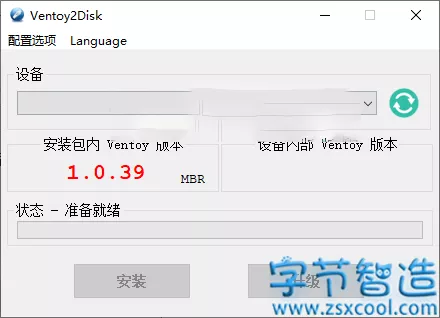 Ventoy2Disk
配置选项 Language
设备
安装包内 Ventoy 版本
设备内部 Ventoy 版本
1.0.39
MBR
状态 - 准备就绪
安装
升级
字节智造
www.zsxcool.com